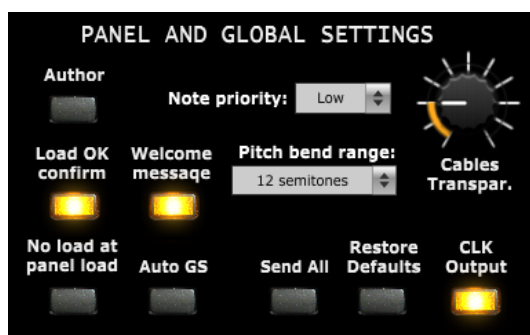 PANEL AND GLOBAL SETTINGS
Author
Note priority: Low
Load OK
confirm
Welcome
message
Pitch bend range:
12 semitones
Cables
Transpar.
No load at
panel load
Auto GS
Send All
Restore
Defaults
CLK
Output